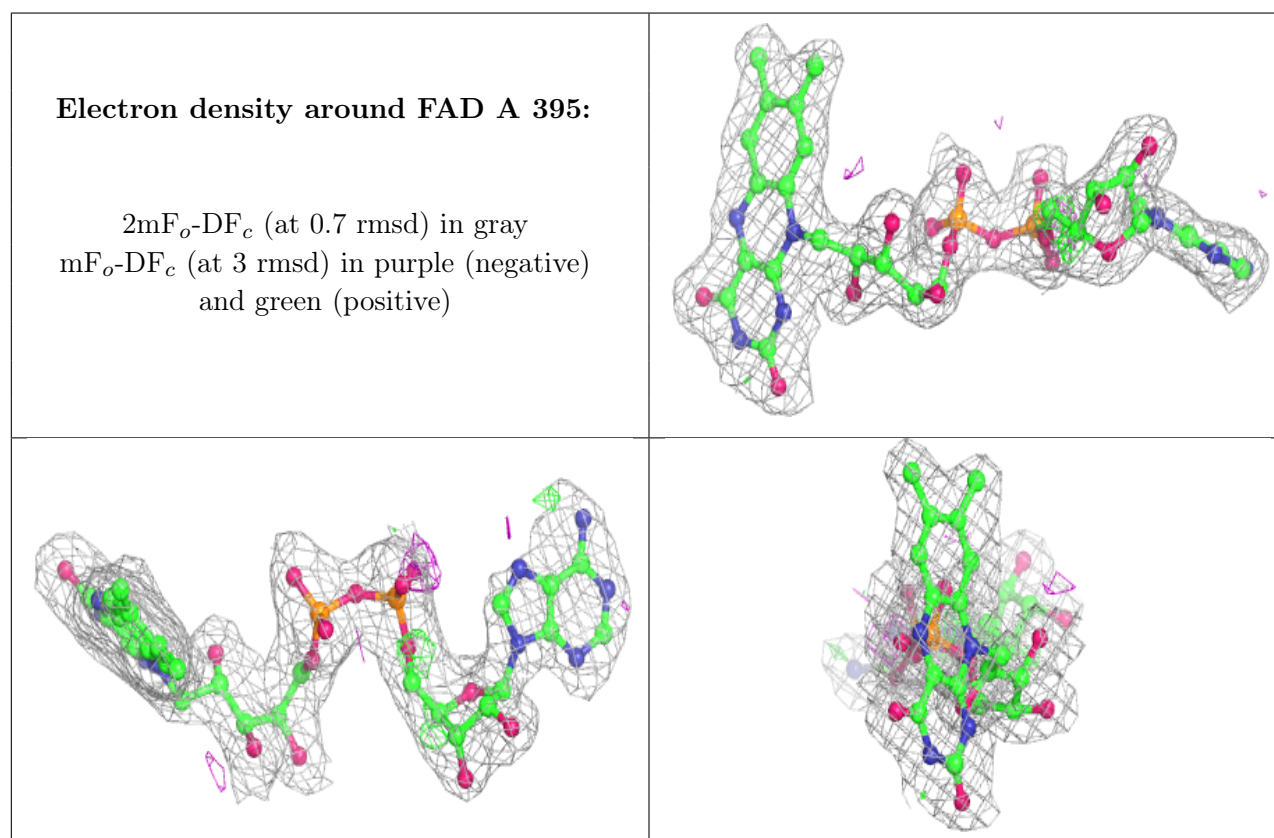 Electron density around FAD A 395:
2mFo-DFc (at 0.7 rmsd) in gray
mFo-DFc (at 3 rmsd) in purple (negative)
and green (positive)